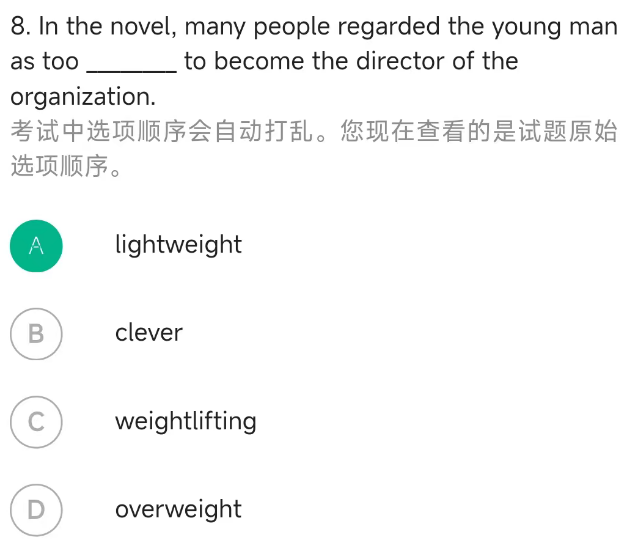 8. In the novel, many people regarded the young man
as too ________ to become the director of the
organization.
考试中选项顺序会自动打乱。您现在查看的是试题原始
选项顺序。
A lightweight
B clever
C weightlifting
D overweight